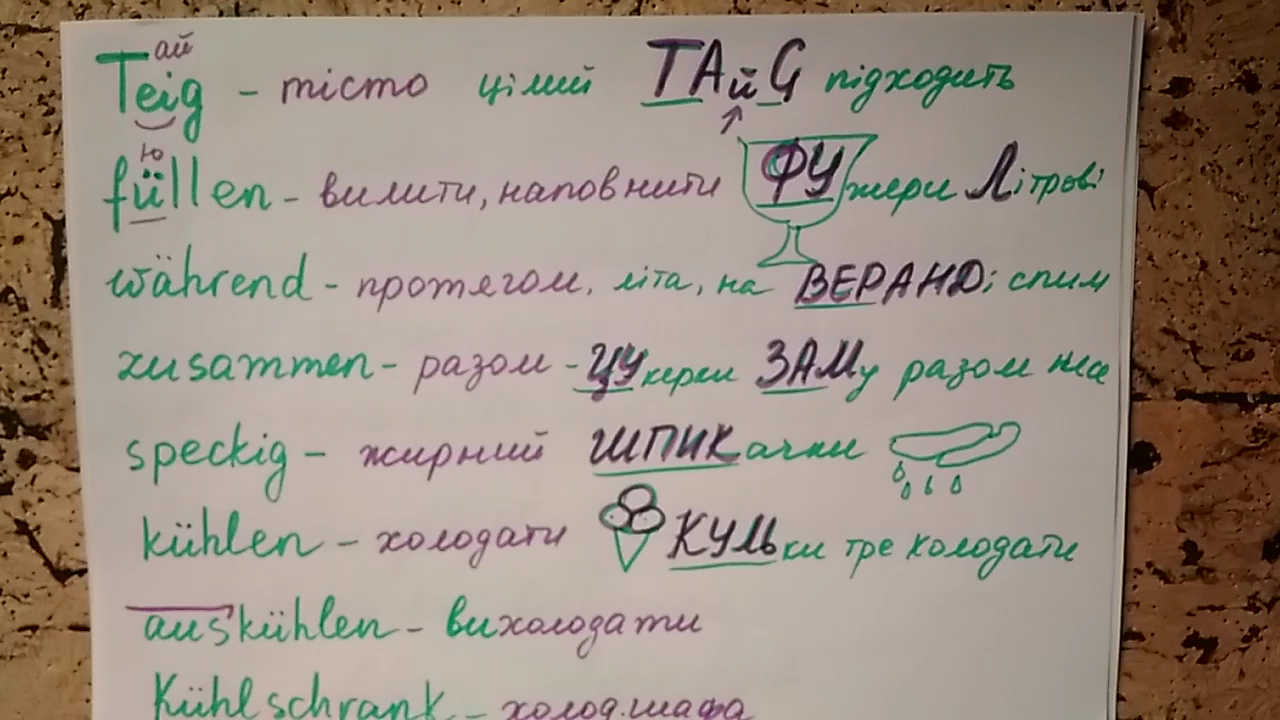 ай
Teig - тісто цілий ТАЙG підходить
ю
füllen - вилити, наповнити ФУжери Літрові
während - протягом, літа, на ВЕРАНДі спим
zusammen - разом - ЦУкерки ЗАМу разом
speckig - жирний ШПИКачки
kühlen - холодати КУЛЬки тре холодати
auskühlen - вихолодати
Kühlschrank - холод.шафа